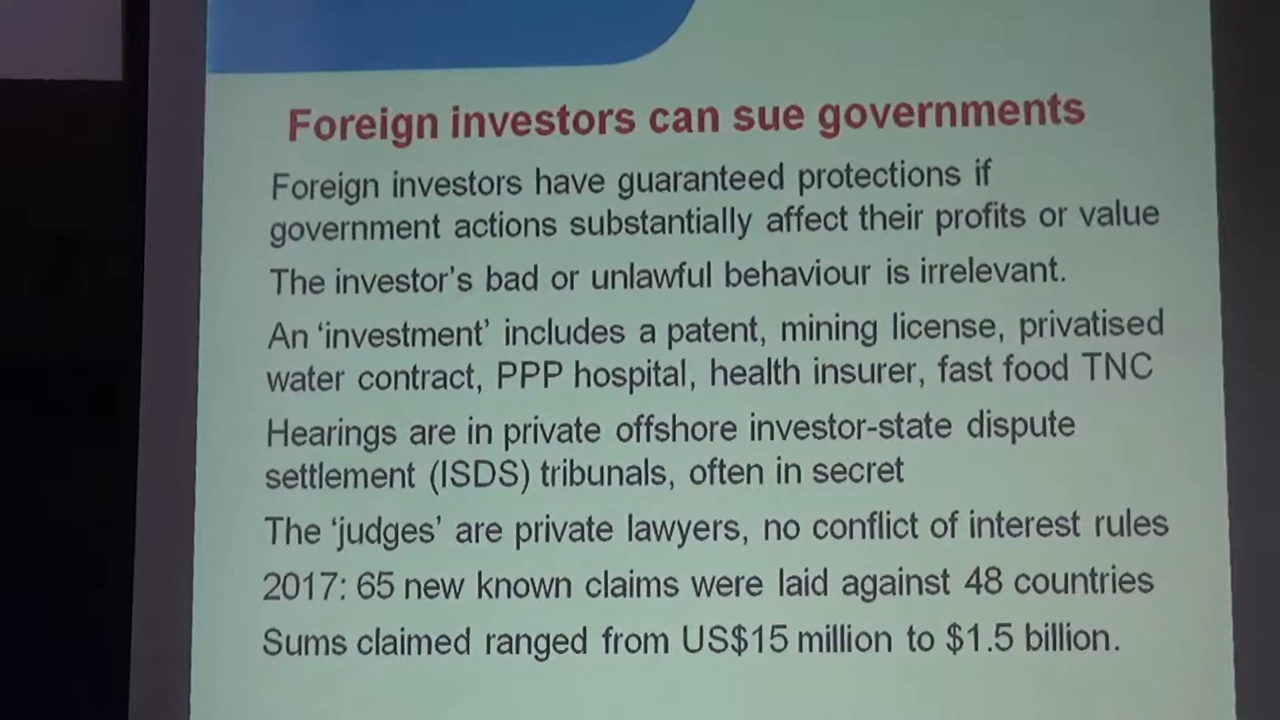 Foreign investors can sue governments
Foreign investors have guaranteed protections if
government actions substantially affect their profits or value
The investor's bad or unlawful behaviour is irrelevant.
An ‘investment’ includes a patent, mining license, privatised
water contract, PPP hospital, health insurer, fast food TNC
Hearings are in private offshore investor-state dispute
settlement (ISDS) tribunals, often in secret
The ‘judges’ are private lawyers, no conflict of interest rules
2017: 65 new known claims were laid against 48 countries
Sums claimed ranged from US$15 million to $1.5 billion.